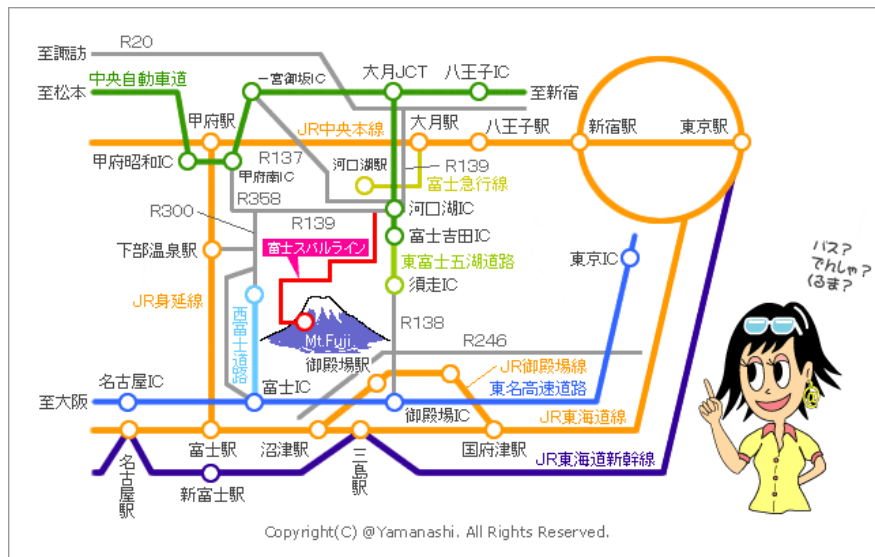 R20
至諏訪
中央自動車道
一宮御坂IC
大月JCT
八王子IC
至松本
至新宿
甲府駅
JR中央本線
大月駅
八王子駅
新宿駅
東京駅
甲府昭和IC
甲府南IC
R137
河口湖駅
R139
富士急行線
R358
R300
R139
河口湖IC
下部温泉駅
富士スバルライン
富士吉田IC
東富士五湖道路
東京IC
バス?
でんしゃ?
くるま?
須走IC
JR身延線
西富士道路
Mt.Fuji
R138
R246
御殿場駅
JR御殿場線
名古屋IC
富士IC
東名高速道路
至大阪
御殿場IC
JR東海道線
名古屋駅
富士駅
沼津駅
三島駅
国府津駅
JR東海道新幹線
新富士駅
@
Copyright(C) @Yamanashi. All Rights Reserved.